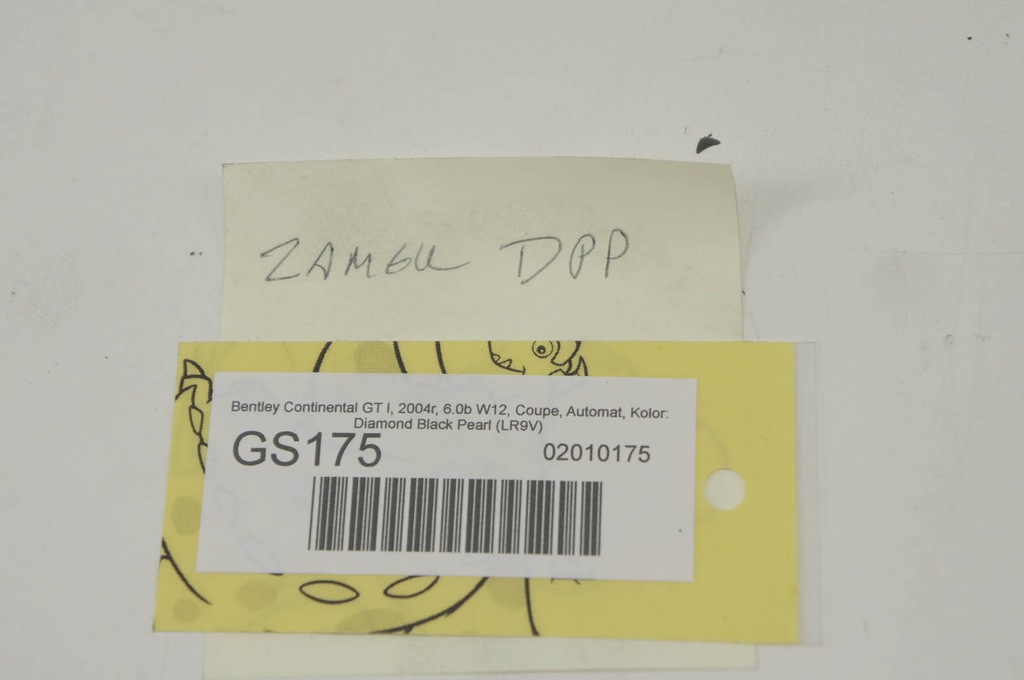 ZAMEK DPP
Bentley Continental GT I, 2004r, 6.0b W12, Coupe, Automat, Kolor:
Diamond Black Pearl (LR9V)
GS175 02010175